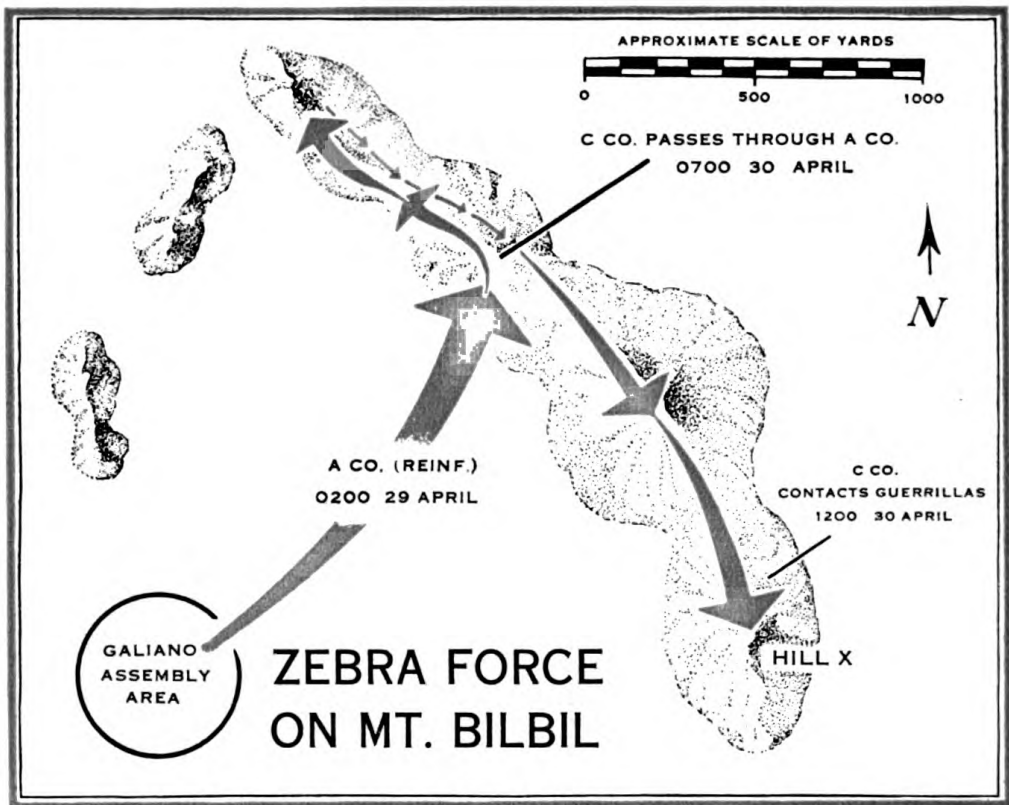 APPROXIMATE SCALE OF YARDS
0 500 1000
C CO. PASSES THROUGH A CO.
0700 30 APRIL
N
A CO. (REINF.)
0200 29 APRIL
C CO.
CONTACTS GUERRILLAS
1200 30 APRIL
GALIANO
ASSEMBLY
AREA
HILL X
ZEBRA FORCE
ON MT. BILBIL